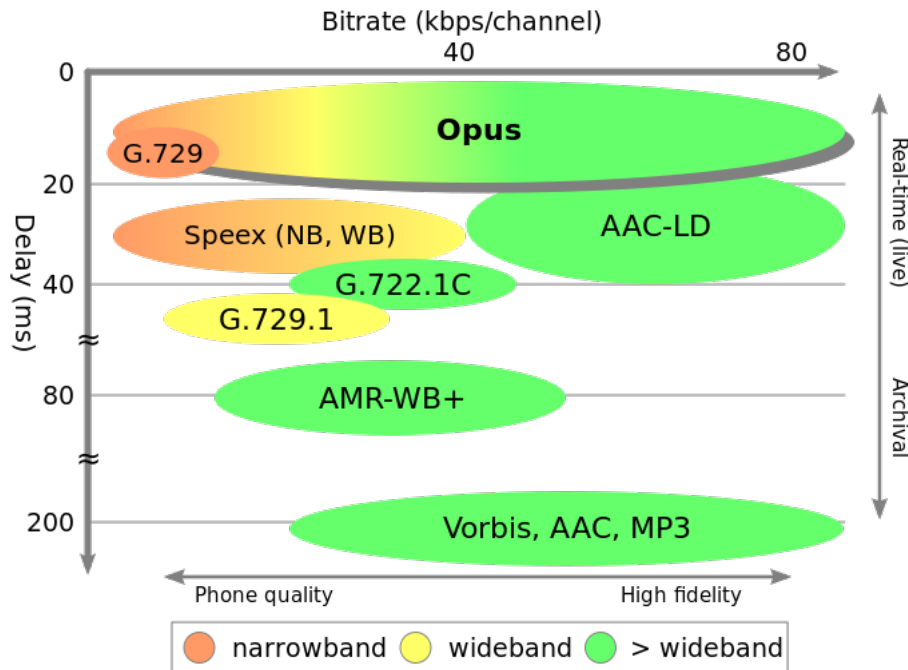 Bitrate (kbps/channel)
40 80
0
Opus
G.729
20
Speex (NB, WB)
AAC-LD
40
G.722.1C
G.729.1
80
AMR-WB+
200
Vorbis, AAC, MP3
Delay (ms)
Real-time (live)
Archival
Phone quality High fidelity
narrowband wideband > wideband